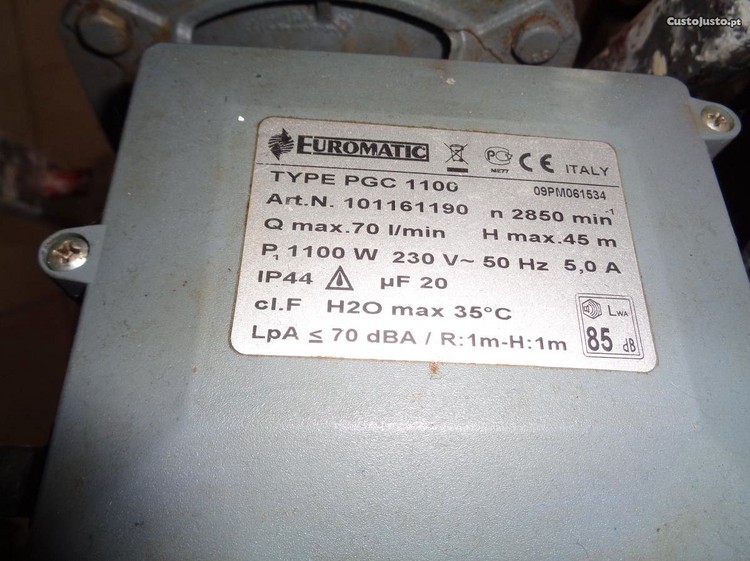 CustoJusto.pt
EUROMATIC CE ITALY
TYPE PGC 1100 09PM061534
Art.N. 101161190 n 2850 min⁻¹
Q max.70 l/min H max.45 m
P₁ 1100 W 230 V~ 50 Hz 5,0 A
IP44 µF 20
cl.F H2O max 35°C
LpA ≤ 70 dBA / R:1m-H:1m
LWA
85 dB